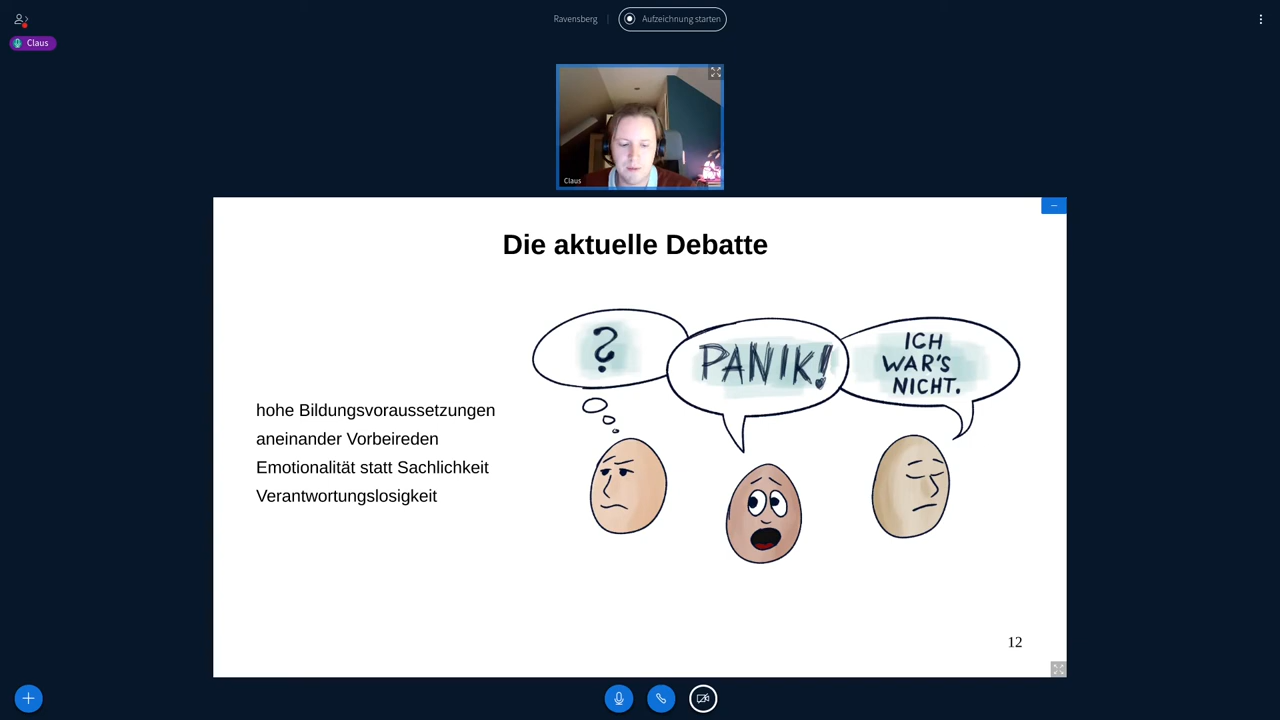 Ravensberg
Aufzeichnung starten
Claus
Claus
Die aktuelle Debatte
?
PANIK!
ICH
WAR'S
NICHT.
hohe Bildungsvoraussetzungen
aneinander Vorbeireden
Emotionalität statt Sachlichkeit
Verantwortungslosigkeit
12